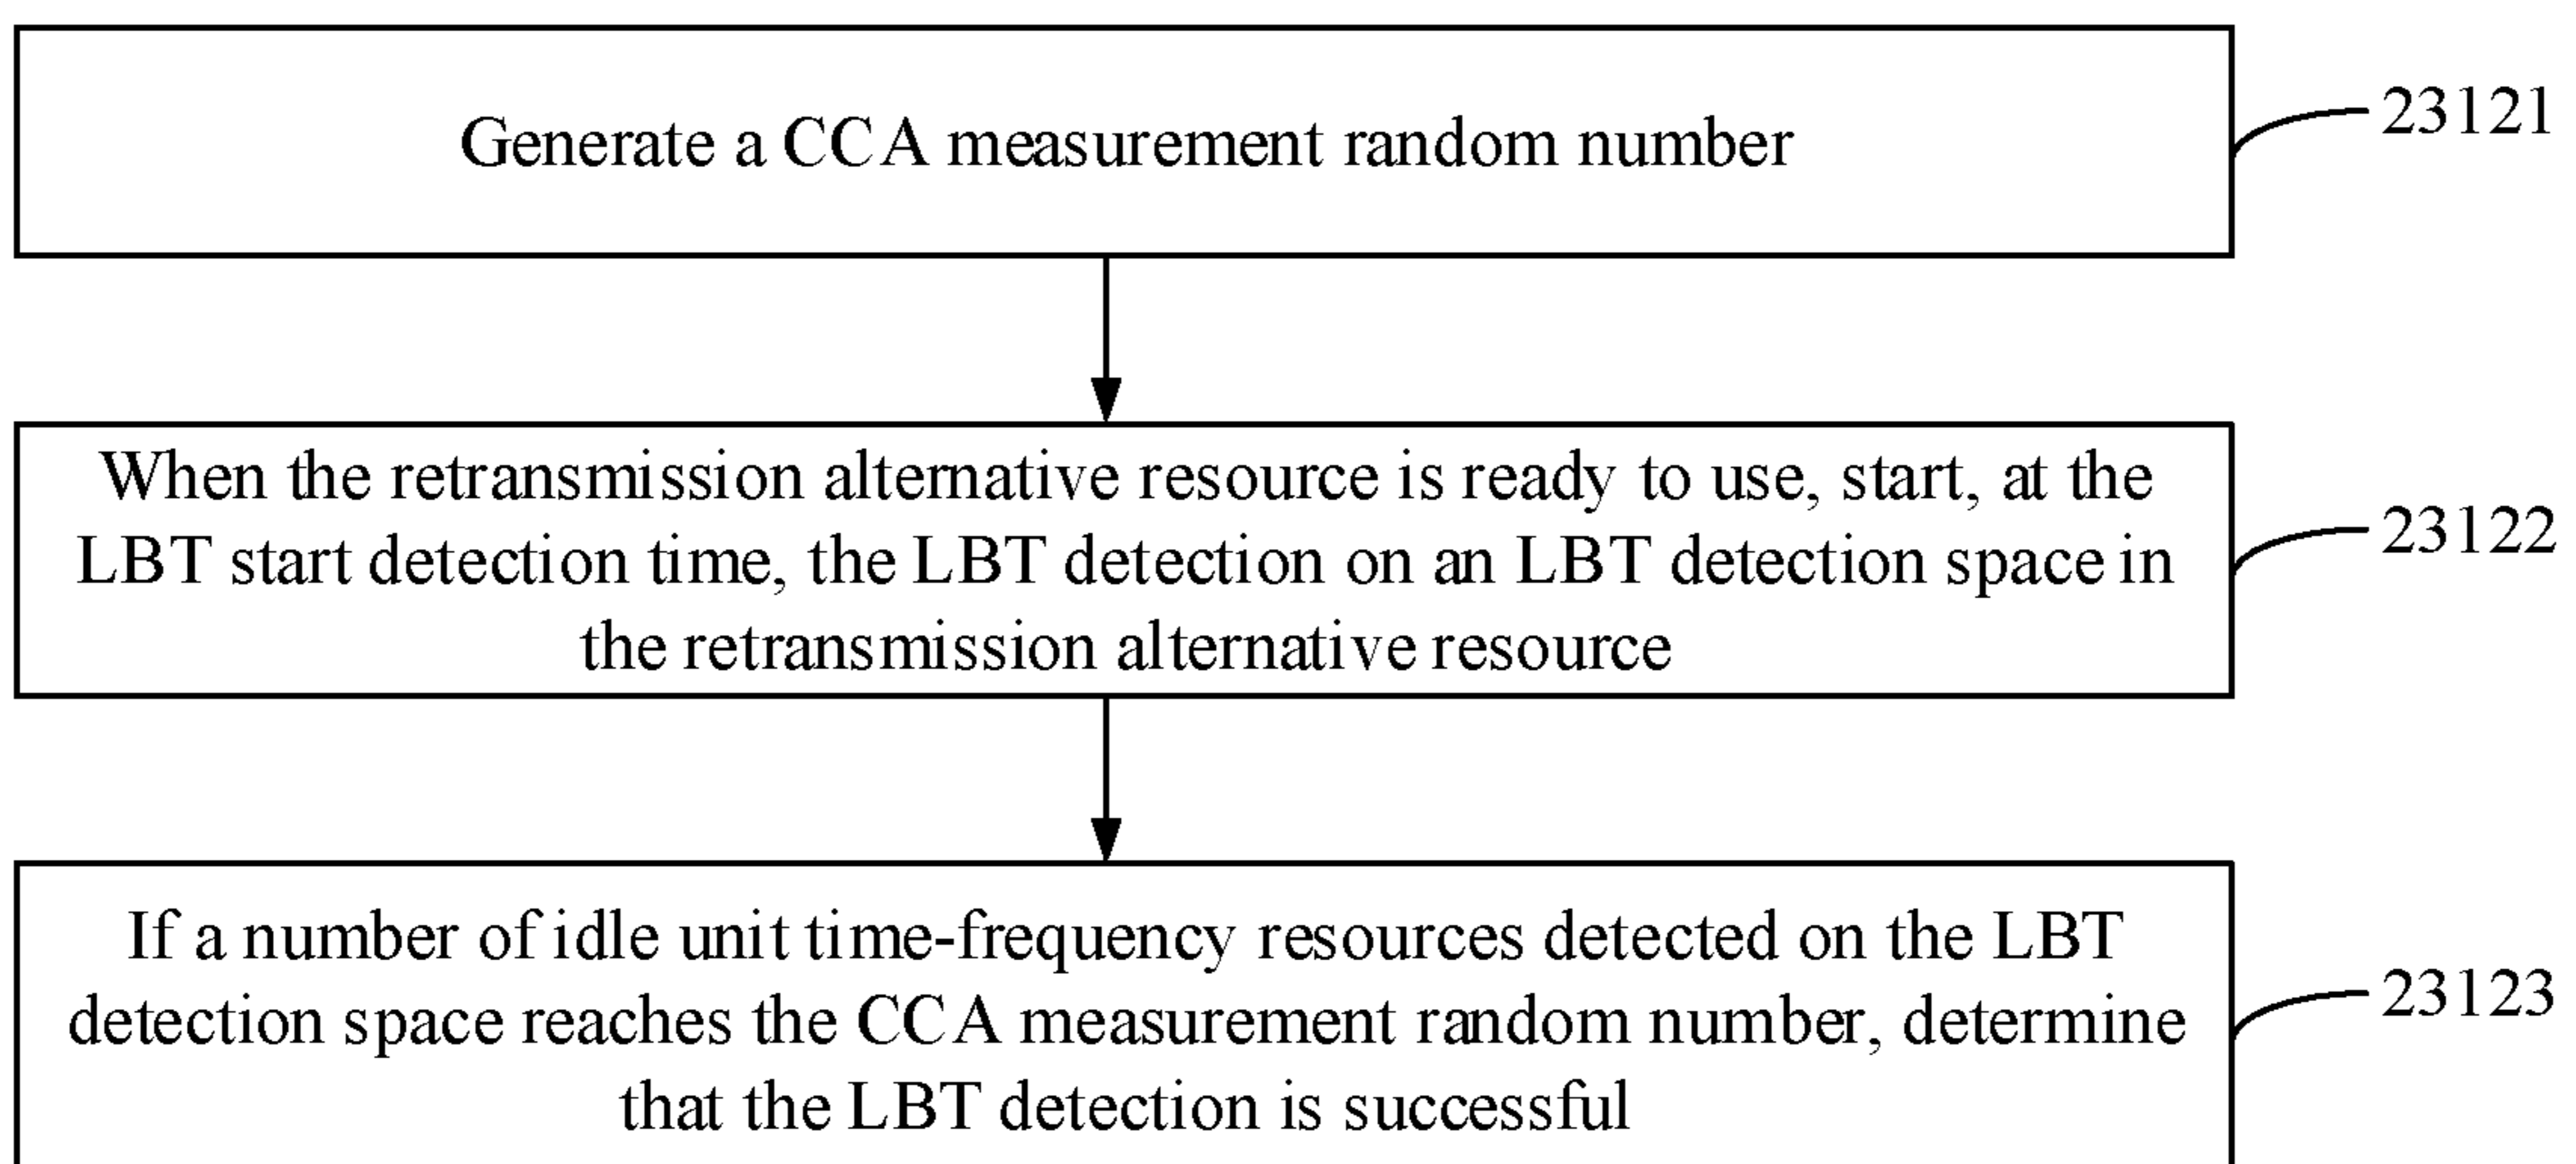 Generate a CCA measurement random number
23121
When the retransmission alternative resource is ready to use, start, at the
LBT start detection time, the LBT detection on an LBT detection space in
the retransmission alternative resource
23122
If a number of idle unit time-frequency resources detected on the LBT
detection space reaches the CCA measurement random number, determine
that the LBT detection is successful
23123